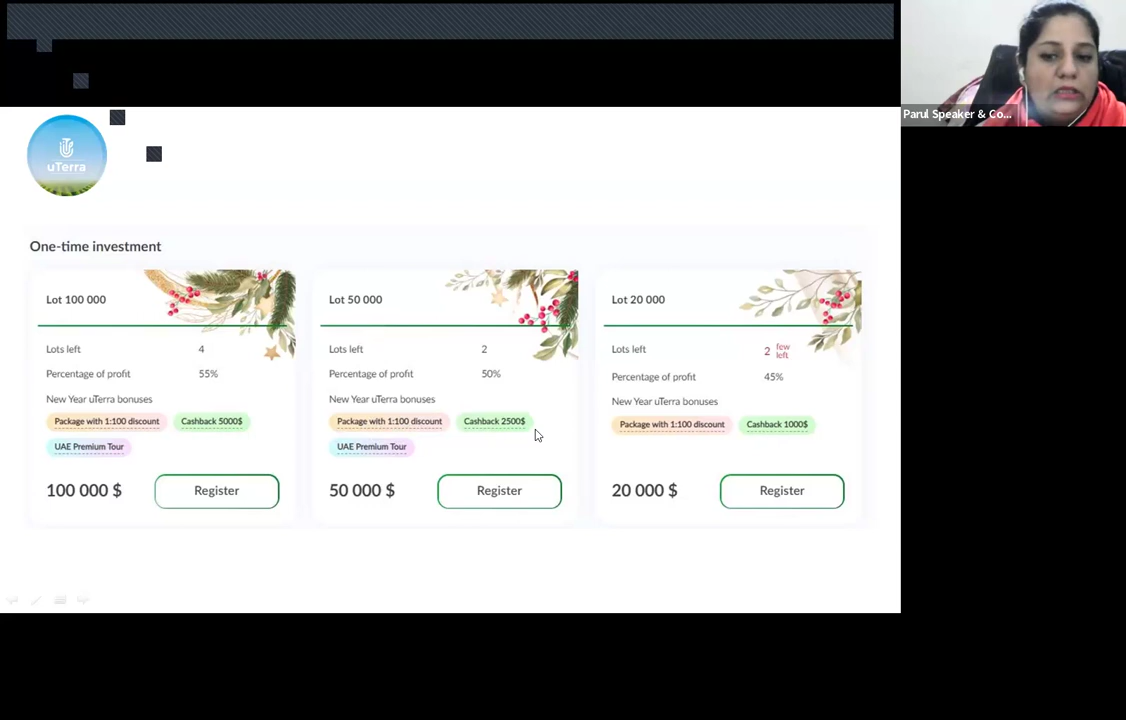 Parul Speaker & Co...
uTerra
One-time investment
Lot 100 000
Lots left 4
Percentage of profit 55%
New Year uTerra bonuses
Package with 1:100 discount Cashback 5000$
UAE Premium Tour
100 000 $ Register
Lot 50 000
Lots left 2
Percentage of profit 50%
New Year uTerra bonuses
Package with 1:100 discount Cashback 2500$
UAE Premium Tour
50 000 $ Register
Lot 20 000
Lots left 2 few left
Percentage of profit 45%
New Year uTerra bonuses
Package with 1:100 discount Cashback 1000$
20 000 $ Register